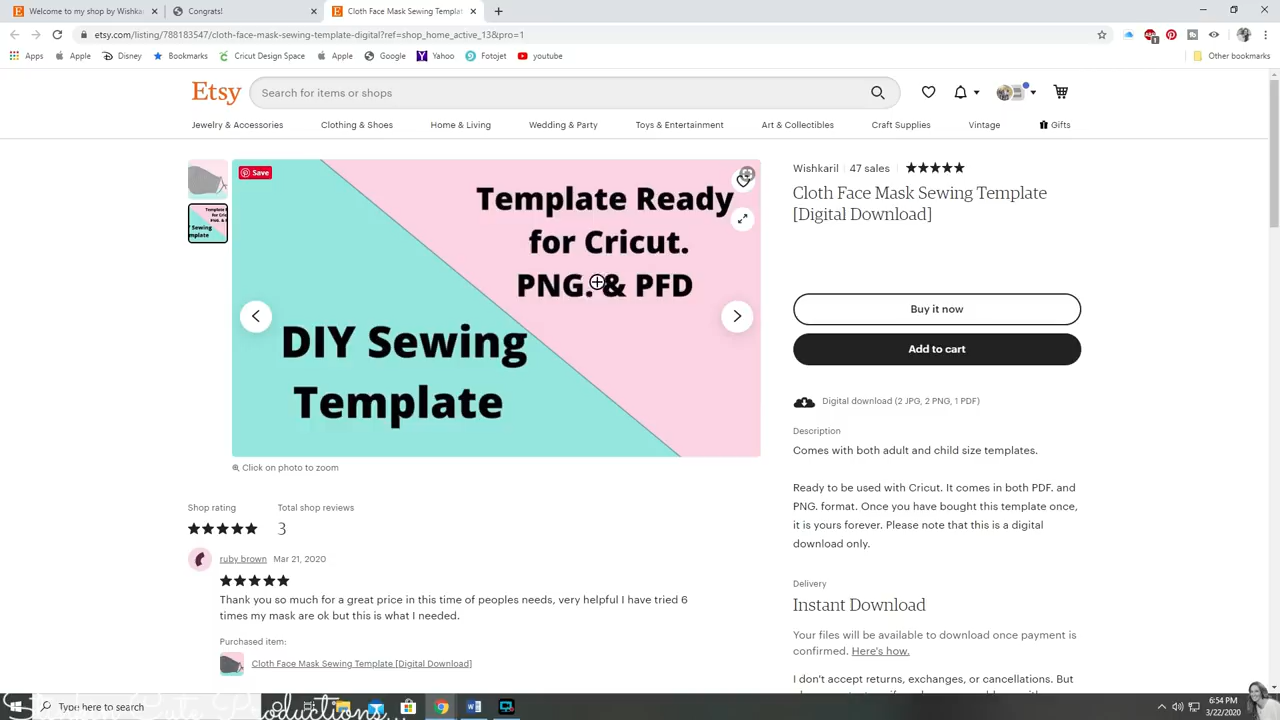 Welcome to my shop by Wishkar
Congrats!
Cloth Face Mask Sewing Templat
etsy.com/listing/788183547/cloth-face-mask-sewing-template-digital?ref=shop_home_active_13&pro=1
Apps
Apple
Disney
Bookmarks
Cricut Design Space
Apple
Google
Yahoo
Fotojet
youtube
Other bookmarks
Etsy
Search for items or shops
Jewelry & Accessories
Clothing & Shoes
Home & Living
Wedding & Party
Toys & Entertainment
Art & Collectibles
Craft Supplies
Vintage
Gifts
Save
Template Ready
for Cricut.
PNG. & PFD
DIY Sewing
Template
Click on photo to zoom
Wishkaril 47 sales
Cloth Face Mask Sewing Template
[Digital Download]
Buy it now
Add to cart
Digital download (2 JPG, 2 PNG, 1 PDF)
Description
Comes with both adult and child size templates.
Ready to be used with Cricut. It comes in both PDF. and
PNG. format. Once you have bought this template once,
it is yours forever. Please note that this is a digital
download only.
Delivery
Instant Download
Your files will be available to download once payment is
confirmed. Here's how.
I don't accept returns, exchanges, or cancellations. But
Shop rating
Total shop reviews
3
ruby brown Mar 21, 2020
Thank you so much for a great price in this time of peoples needs, very helpful I have tried 6
times my mask are ok but this is what I needed.
Purchased item:
Cloth Face Mask Sewing Template [Digital Download]
Type here to search
Cute Productions...
6:54 PM
3/22/2020